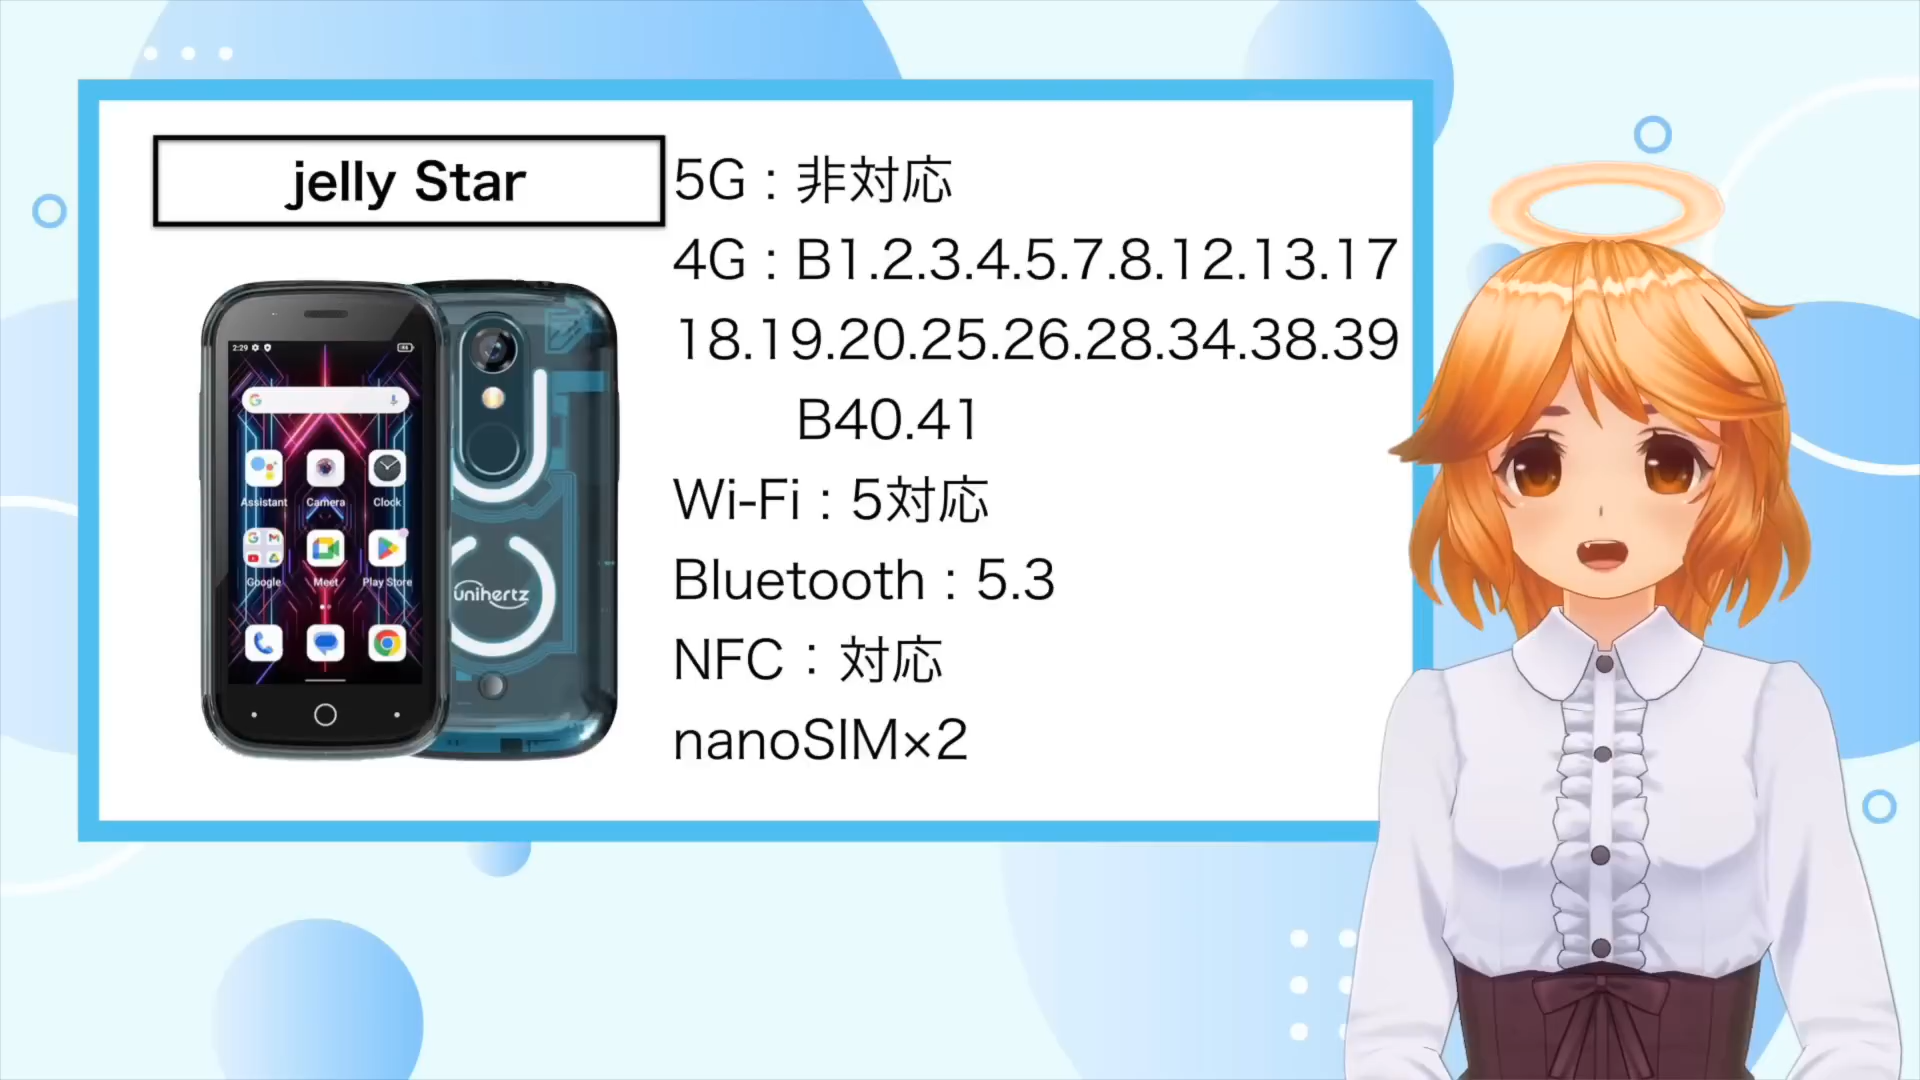 jelly Star
5G：非対応
4G：B1.2.3.4.5.7.8.12.13.17
18.19.20.25.26.28.34.38.39
B40.41
Wi-Fi：5対応
Bluetooth：5.3
NFC：対応
nanoSIM×2
2:29
Assistant
Camera
Clock
Google
Meet
Play Store
unihertz